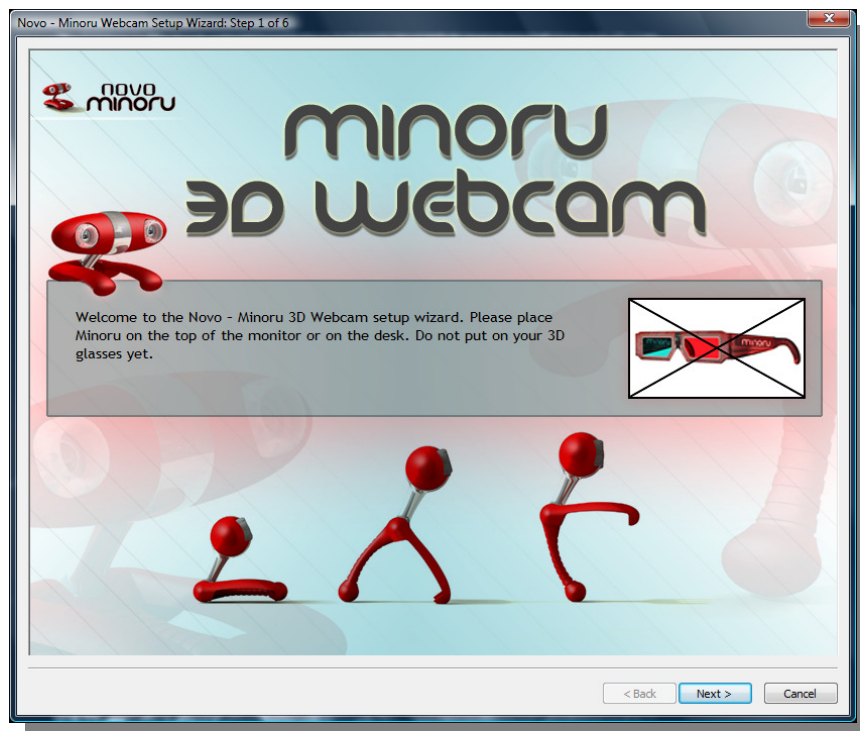 Novo - Minoru Webcam Setup Wizard: Step 1 of 6
novo
minoru
minoru
3D webcam
Welcome to the Novo – Minoru 3D Webcam setup wizard. Please place
Minoru on the top of the monitor or on the desk. Do not put on your 3D
glasses yet.
minoru
minoru
< Back
Next >
Cancel